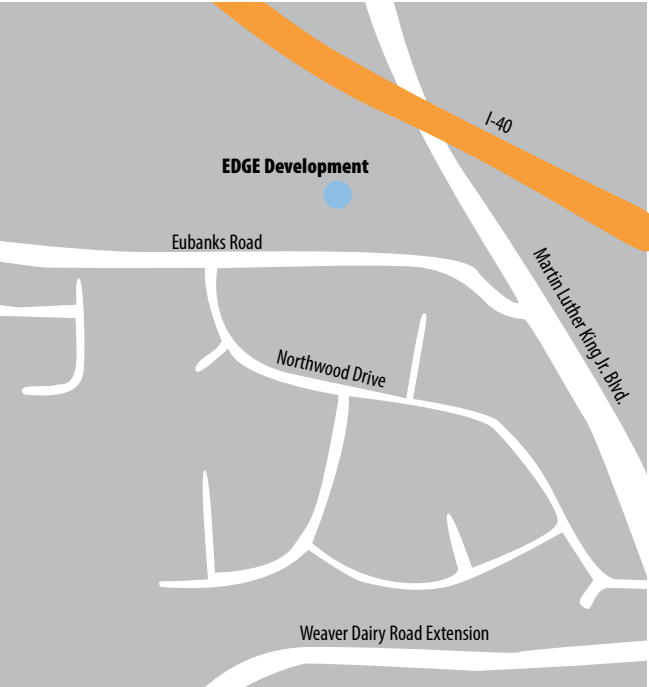 I-40
EDGE Development
Eubanks Road
Martin Luther King Jr. Blvd.
Northwood Drive
Weaver Dairy Road Extension